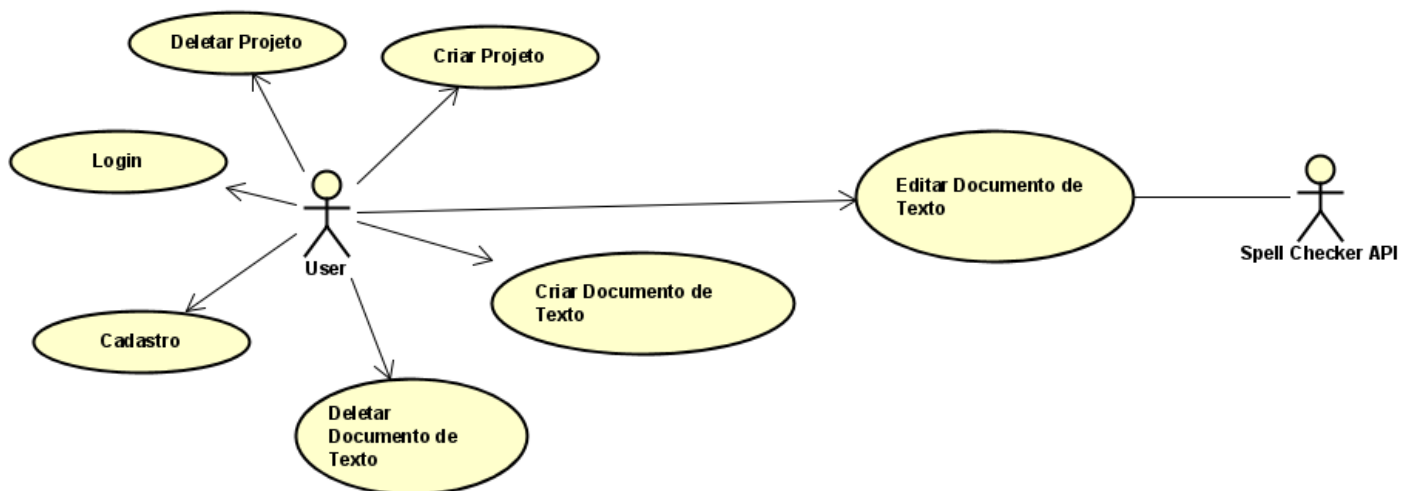 Deletar Projeto
Criar Projeto
Login
Editar Documento de
Texto
Spell Checker API
User
Criar Documento de
Texto
Cadastro
Deletar
Documento de
Texto